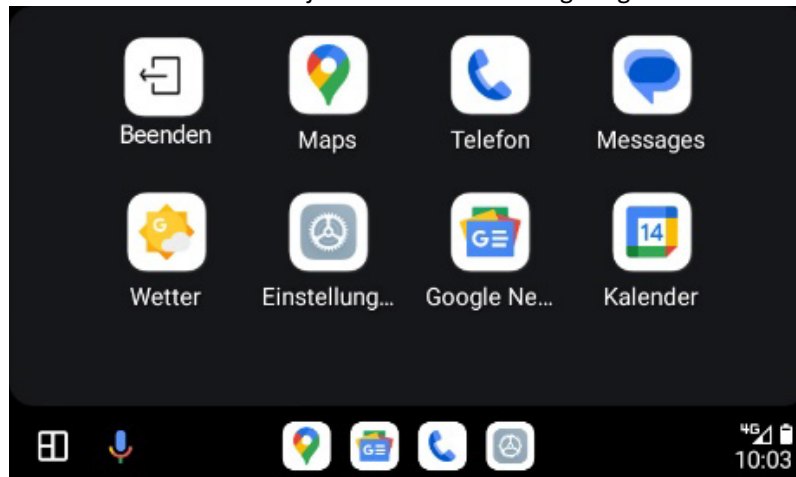 Beenden Maps Telefon Messages
G
G
14
Wetter Einstellung... Google Ne... Kalender
G
4G
10:03